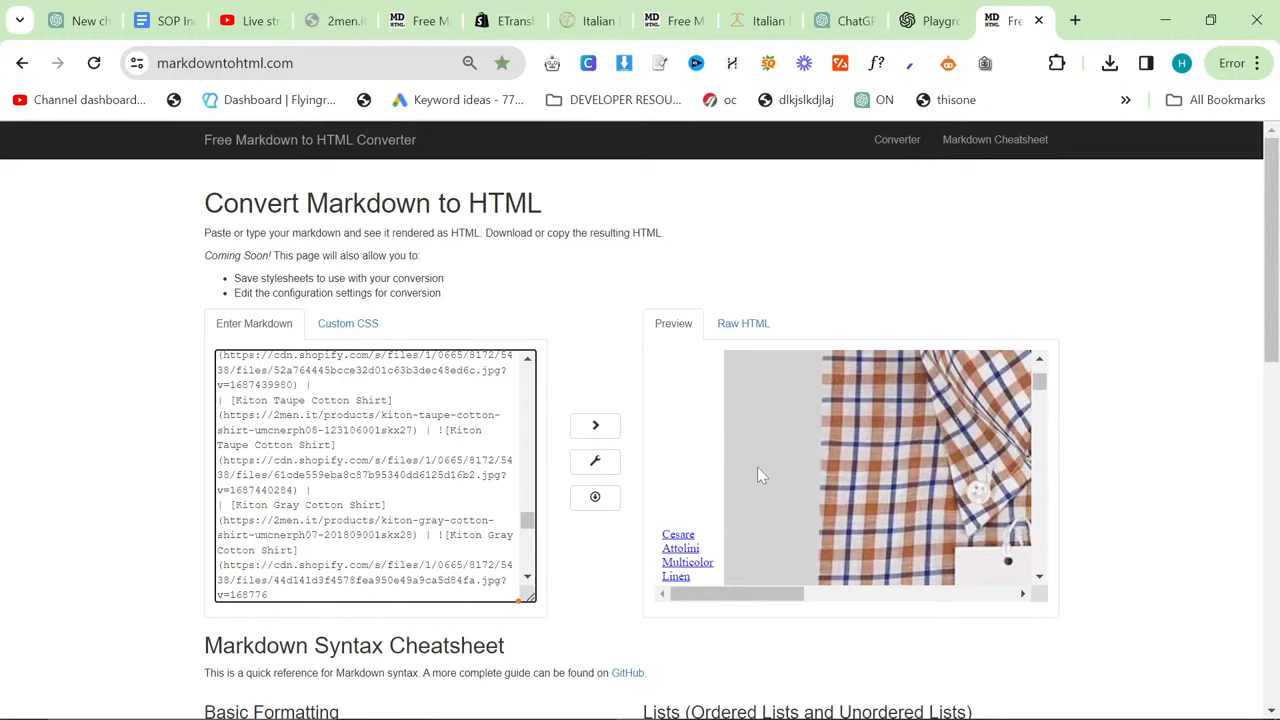 New ch
SOP In
Live st
2men.it
Free M
ETrans
Italian
Free M
Italian
ChatGP
Playgro
Fre
markdowntohtml.com
H
Error
Channel dashboard...
Dashboard | Flyingr...
Keyword ideas - 77...
DEVELOPER RESOU...
oc
dlkjslkdjlaj
ON
thisone
All Bookmarks
Free Markdown to HTML Converter
Converter
Markdown Cheatsheet
Convert Markdown to HTML
Paste or type your markdown and see it rendered as HTML. Download or copy the resulting HTML.
Coming Soon! This page will also allow you to:
• Save stylesheets to use with your conversion
• Edit the configuration settings for conversion
Enter Markdown
Custom CSS
(https://cdn.shopify.com/s/files/1/0665/8172/54
38/files/52a764445bcce32d01c63b3dec48ed6c.jpg?
v=1687439980) |
| [Kiton Taupe Cotton Shirt]
(https://2men.it/products/kiton-taupe-cotton-
shirt-umcnerph08-123106001skx27) | ![Kiton
Taupe Cotton Shirt]
(https://cdn.shopify.com/s/files/1/0665/8172/54
38/files/61cde559eba8c87b95340dd6125d16b2.jpg?
v=1687440284) |
| [Kiton Gray Cotton Shirt]
(https://2men.it/products/kiton-gray-cotton-
shirt-umcnerph07-201809001skx28) | ![Kiton Gray
Cotton Shirt]
(https://cdn.shopify.com/s/files/1/0665/8172/54
38/files/44d141d3f4578fea950e49a9ca5d84fa.jpg?
v=168776
Preview
Raw HTML
Cesare
Attolini
Multicolor
Linen
Markdown Syntax Cheatsheet
This is a quick reference for Markdown syntax. A more complete guide can be found on GitHub.
Basic Formatting
Lists (Ordered Lists and Unordered Lists)